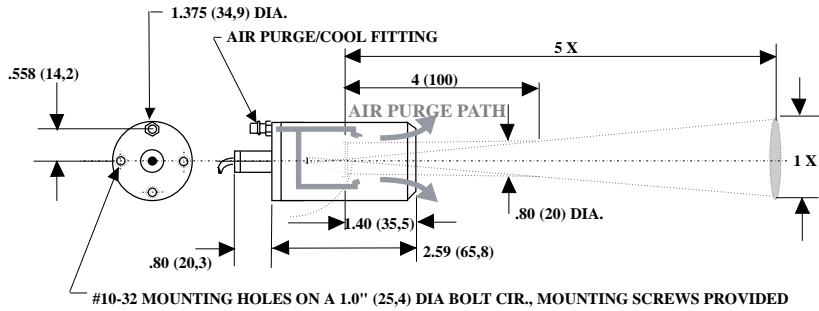 1.375 (34,9) DIA.
AIR PURGE/COOL FITTING
5 X
.558 (14,2)
4 (100)
AIR PURGE PATH
1 X
.80 (20) DIA.
1.40 (35,5)
.80 (20,3)
2.59 (65,8)
#10-32 MOUNTING HOLES ON A 1.0" (25,4) DIA BOLT CIR., MOUNTING SCREWS PROVIDED